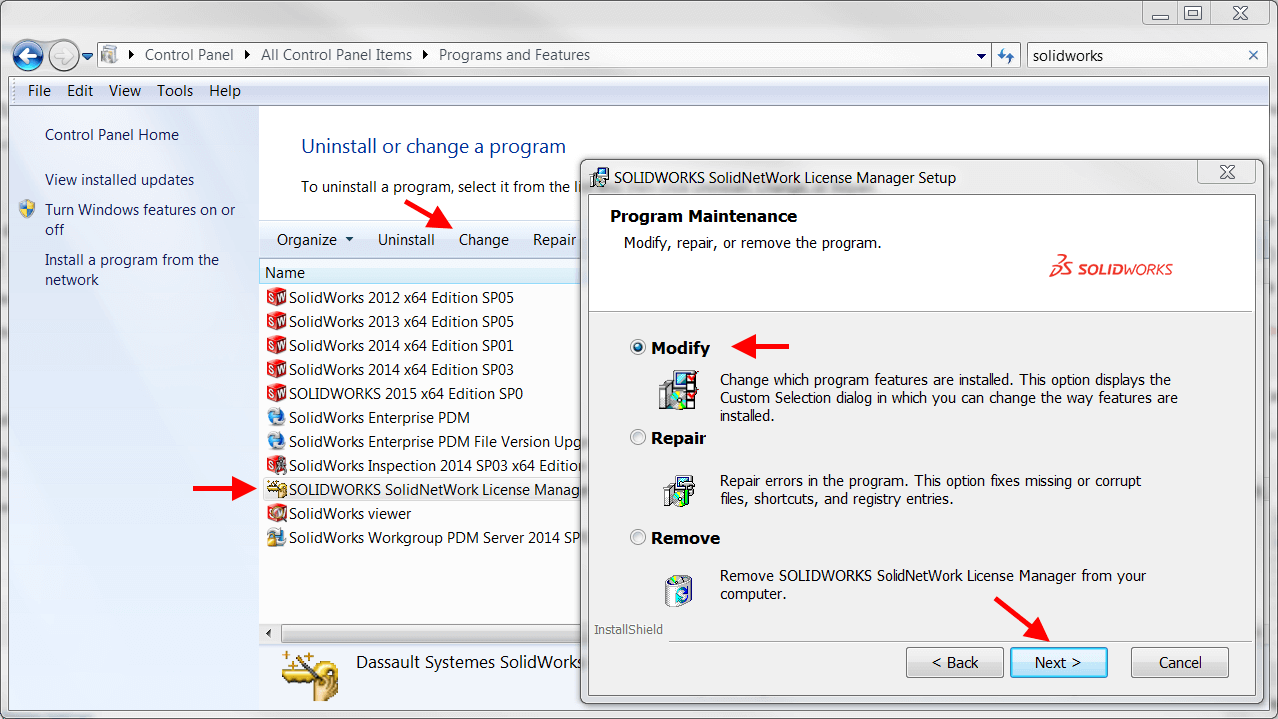 Control Panel
All Control Panel Items
Programs and Features
solidworks
File Edit View Tools Help
Control Panel Home
View installed updates
Turn Windows features on or
off
Install a program from the
network
Uninstall or change a program
To uninstall a program, select it from the
Organize Uninstall Change Repair
Name
SolidWorks 2012 x64 Edition SP05
SolidWorks 2013 x64 Edition SP05
SolidWorks 2014 x64 Edition SP01
SolidWorks 2014 x64 Edition SP03
SOLIDWORKS 2015 x64 Edition SP0
SolidWorks Enterprise PDM
SolidWorks Enterprise PDM File Version Upg
SolidWorks Inspection 2014 SP03 x64 Edition
SOLIDWORKS SolidNetWork License Manag
SolidWorks viewer
SolidWorks Workgroup PDM Server 2014 SP
Dassault Systemes SolidWorks
SOLIDWORKS SolidNetWork License Manager Setup
Program Maintenance
Modify, repair, or remove the program.
SOLIDWORKS
Modify
Change which program features are installed. This option displays the
Custom Selection dialog in which you can change the way features are
installed.
Repair
Repair errors in the program. This option fixes missing or corrupt
files, shortcuts, and registry entries.
Remove
Remove SOLIDWORKS SolidNetWork License Manager from your
computer.
InstallShield
< Back
Next >
Cancel